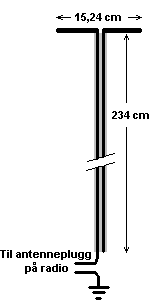 15,24 cm
234 cm
Til antenneplugg
på radio